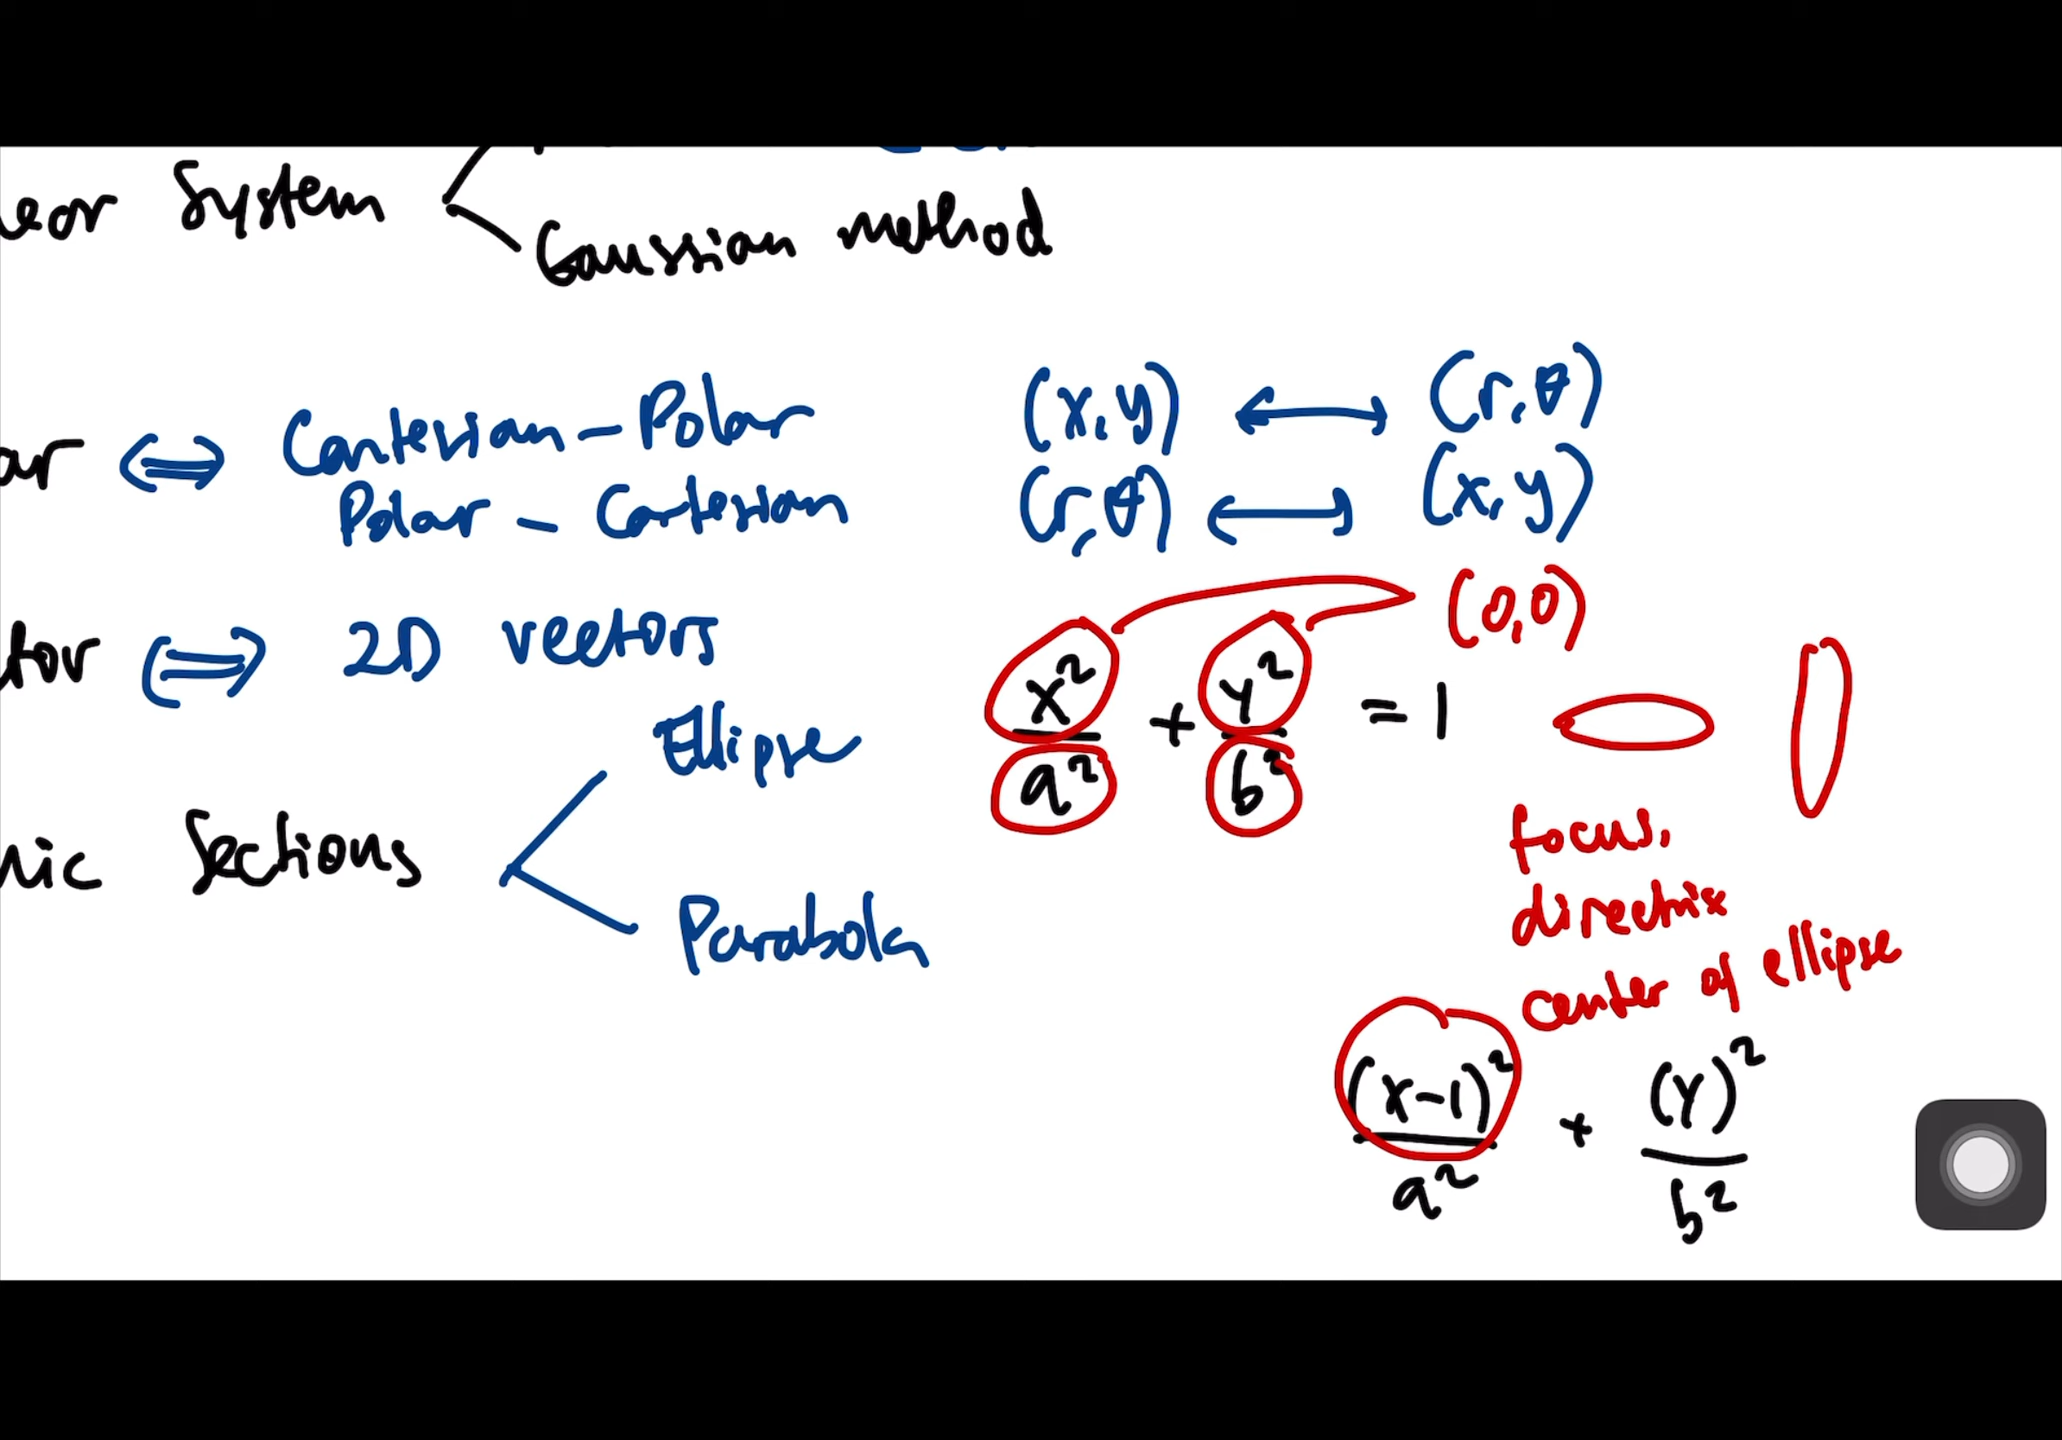 System
Gaussian method
Cartesian - Polar (x,y) ↔ (r,θ)
Polar - Cartesian (r,θ) ↔ (x,y)
(0,0)
⟺ 2D vectors
x²/a² + y²/b² = 1
Ellipse
focus,
directrix
center of ellipse
Sections
Parabola
(x-1)²/a² + (y)²/b²